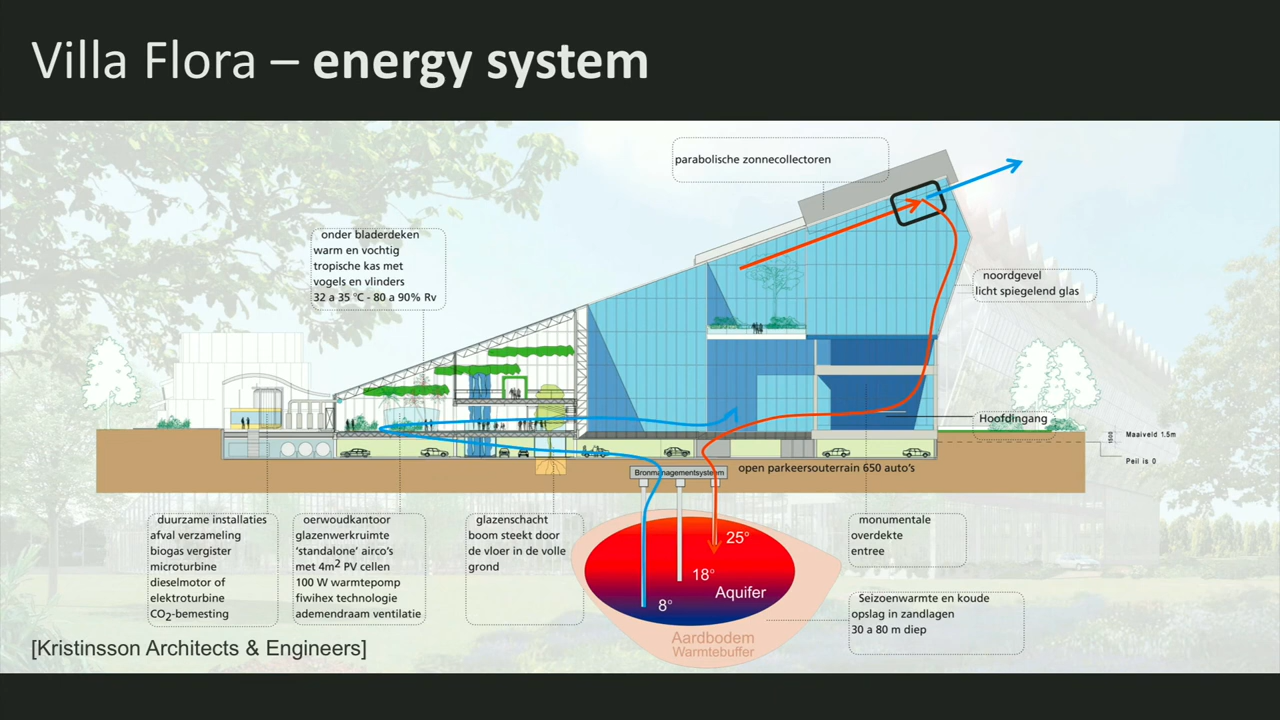 Villa Flora – energy system
parabolische zonnecollectoren
onder bladerdeken
warm en vochtig
tropische kas met
vogels en vlinders
32 a 35 °C - 80 a 90% Rv
noordgevel
licht spiegelend glas
Hoofdingang
1500
Maaiveld 1.5m
Peil is 0
open parkeersouterrain 650 auto's
Bronmanagementsysteem
duurzame installaties
afval verzameling
biogas vergister
microturbine
dieselmotor of
elektroturbine
CO2-bemesting
oerwoudkantoor
glazenwerkruimte
'standalone' airco's
met 4m2 PV cellen
100 W warmtepomp
fiwihex technologie
ademendraam ventilatie
glazenschacht
boom steekt door
de vloer in de volle
grond
25°
18°
Aquifer
8°
Aardbodem
Warmtebuffer
monumentale
overdekte
entree
Seizoenwarmte en koude
opslag in zandlagen
30 a 80 m diep
[Kristinsson Architects & Engineers]